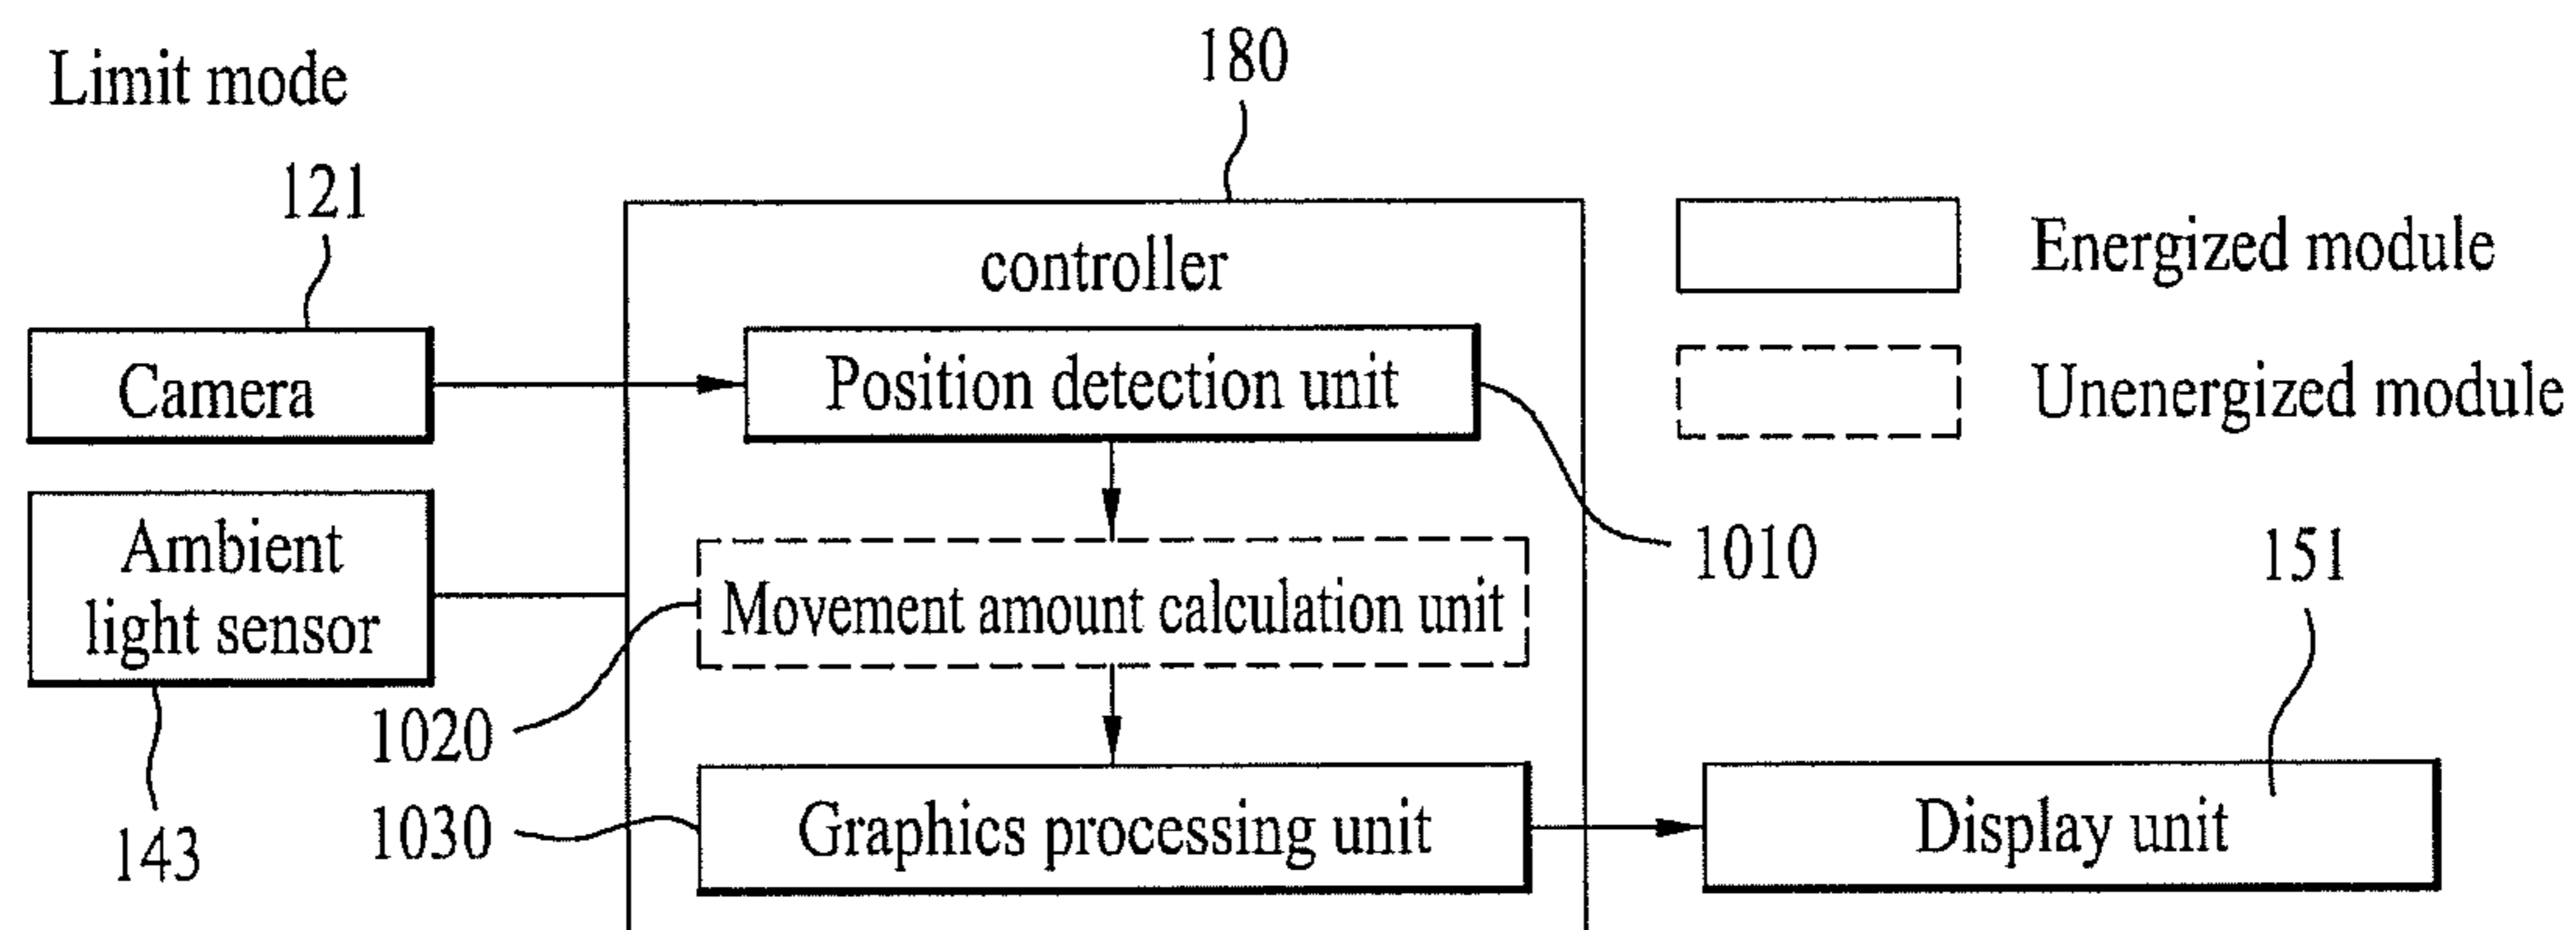 Limit mode
180
121
controller
Energized module
Camera
Position detection unit
Unenergized module
Ambient
light sensor
1010
151
Movement amount calculation unit
1020
143
1030
Graphics processing unit
Display unit